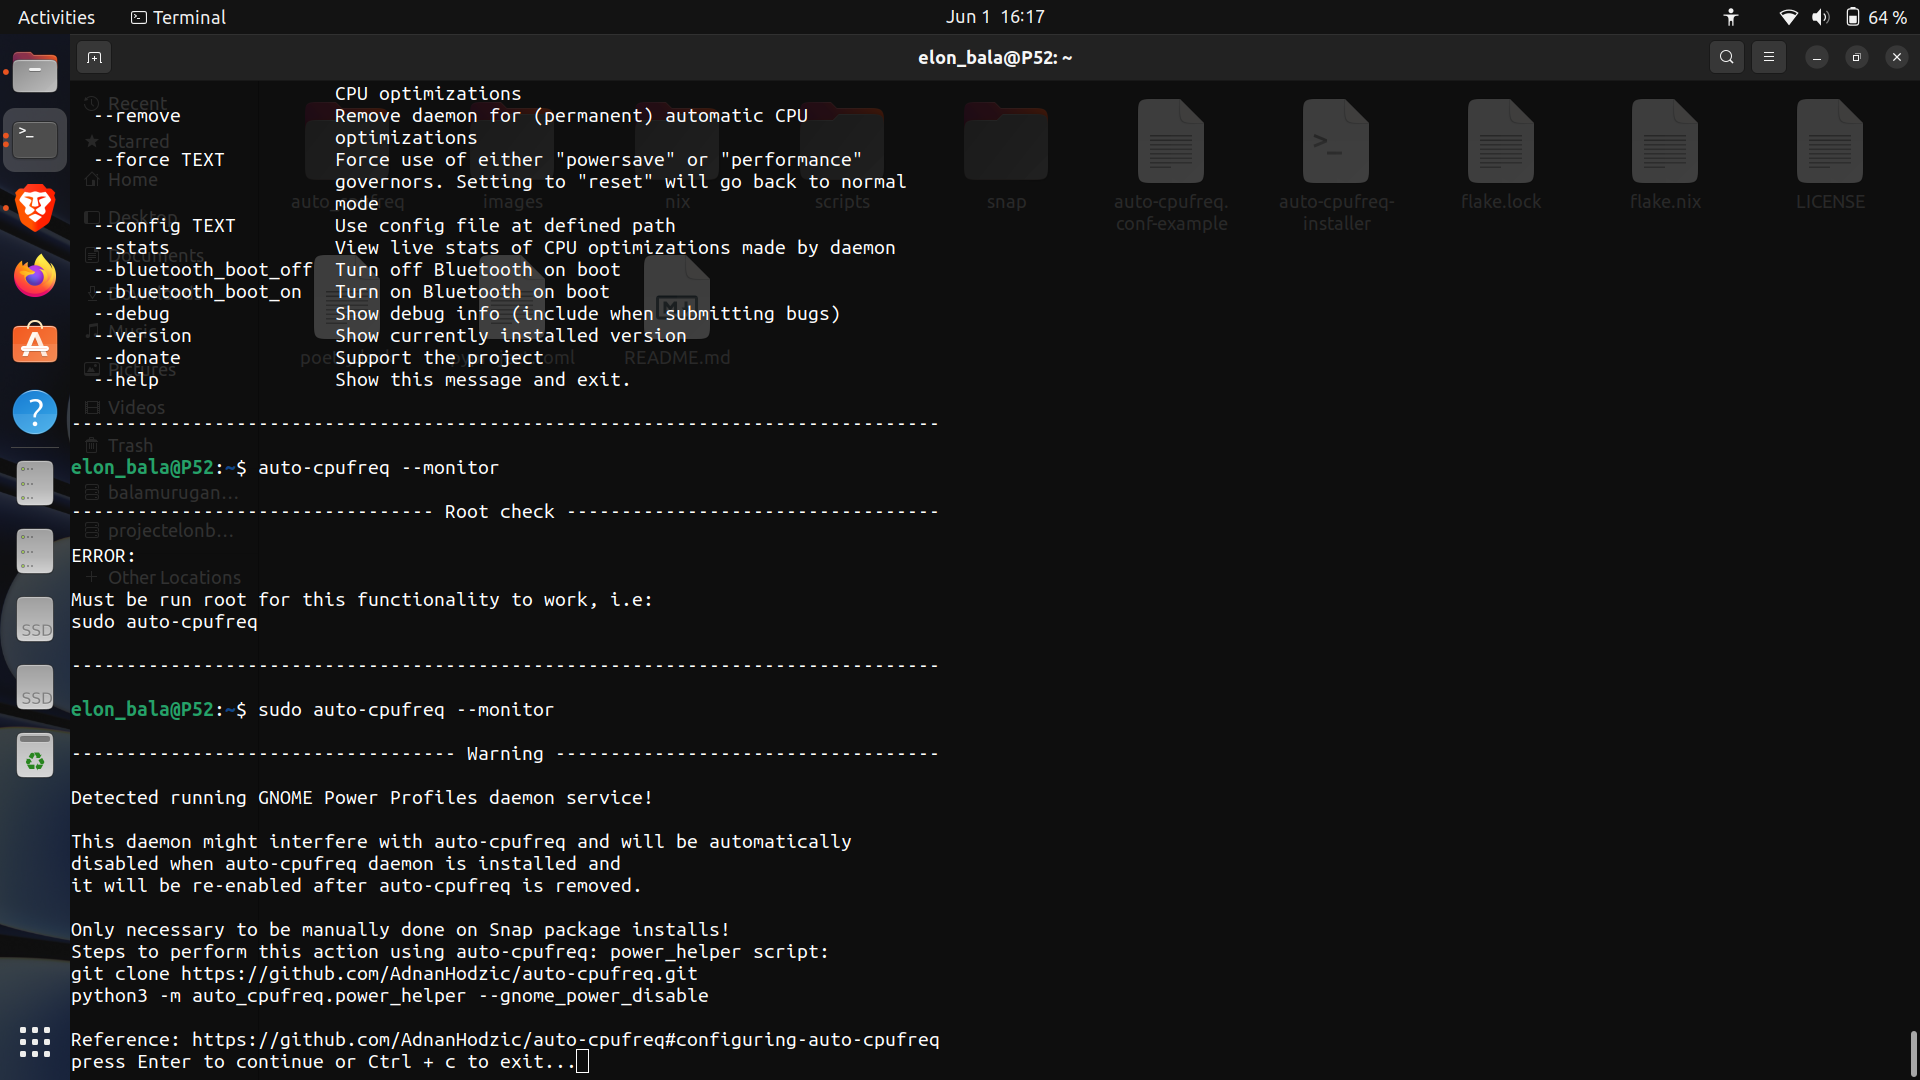 Activities
Terminal
Jun 1 16:17
64 %
elon_bala@P52: ~
CPU optimizations
--remove Remove daemon for (permanent) automatic CPU
optimizations
--force TEXT Force use of either "powersave" or "performance"
governors. Setting to "reset" will go back to normal
mode
--config TEXT Use config file at defined path
--stats View live stats of CPU optimizations made by daemon
--bluetooth_boot_off Turn off Bluetooth on boot
--bluetooth_boot_on Turn on Bluetooth on boot
--debug Show debug info (include when submitting bugs)
--version Show currently installed version
--donate Support the project
--help Show this message and exit.
-------------------------------------------------------------------------------
elon_bala@P52:~$ auto-cpufreq --monitor
--------------------------------- Root check ----------------------------------
ERROR:
Must be run root for this functionality to work, i.e:
sudo auto-cpufreq
-------------------------------------------------------------------------------
elon_bala@P52:~$ sudo auto-cpufreq --monitor
----------------------------------- Warning -----------------------------------
Detected running GNOME Power Profiles daemon service!
This daemon might interfere with auto-cpufreq and will be automatically
disabled when auto-cpufreq daemon is installed and
it will be re-enabled after auto-cpufreq is removed.
Only necessary to be manually done on Snap package installs!
Steps to perform this action using auto-cpufreq: power_helper script:
git clone https://github.com/AdnanHodzic/auto-cpufreq.git
python3 -m auto_cpufreq.power_helper --gnome_power_disable
Reference: https://github.com/AdnanHodzic/auto-cpufreq#configuring-auto-cpufreq
press Enter to continue or Ctrl + c to exit...
Recent
Starred
Home
Desktop
Documents
Music
Pictures
Videos
Trash
balamurugan...
projectelonb...
Other Locations
images
nix
scripts
snap
auto-cpufreq.
conf-example
auto-cpufreq-
installer
flake.lock
flake.nix
LICENSE
README.md
SSD
SSD